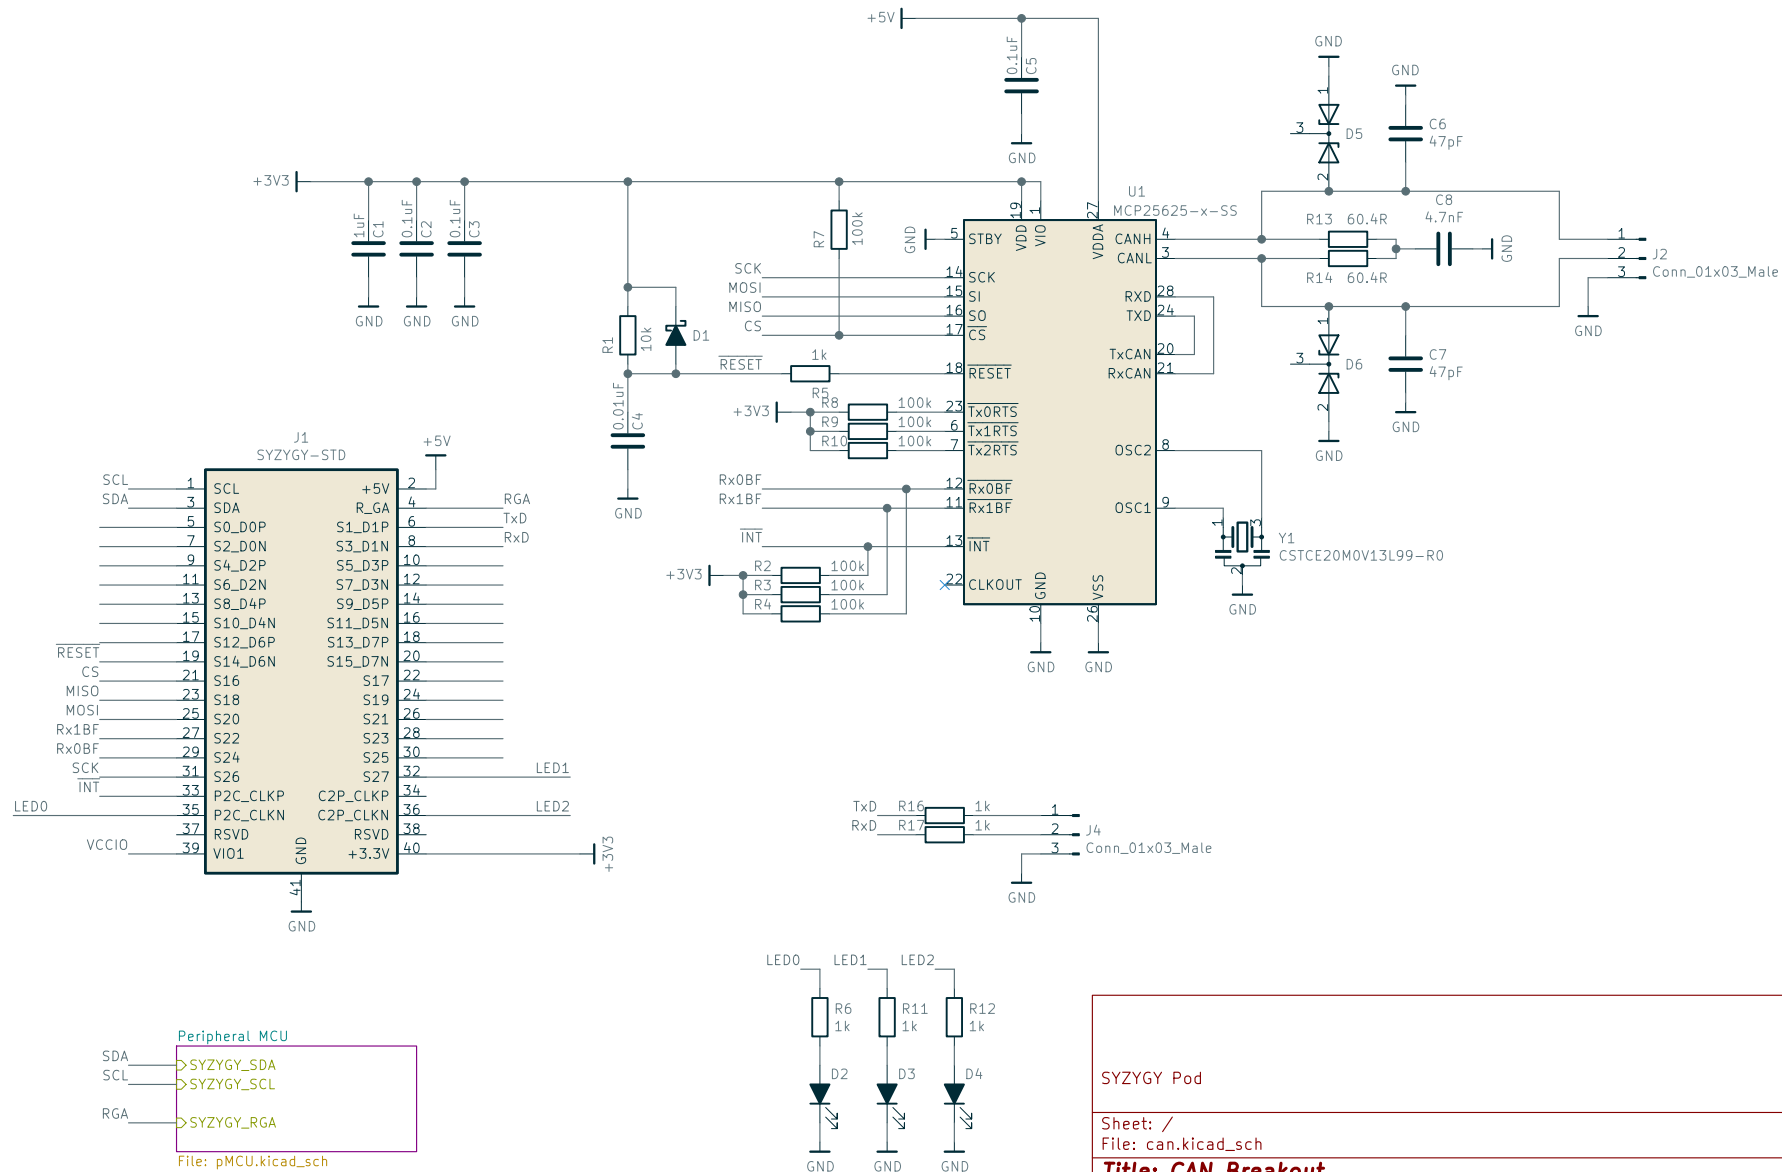 +5V
0.1uF
C5
GND
GND
1
3
D5
2
GND
C6
47pF
+3V3
1uF
C1
0.1uF
C2
0.1uF
C3
GND
GND
GND
R7
100k
R1
10k
D1
0.01uF
C4
GND
U1
MCP25625-x-SS
GND
5
STBY
19
VDD
1
VIO
27
VDDA
CANH
4
CANL
3
SCK
14
SCK
MOSI
15
SI
MISO
16
SO
CS
17
CS
RESET
1k
R5
18
RESET
RXD
28
TXD
24
TxCAN
20
RxCAN
21
+3V3
R8
100k
23
Tx0RTS
R9
100k
6
Tx1RTS
R10
100k
7
Tx2RTS
OSC2
8
OSC1
9
Rx0BF
12
Rx0BF
Rx1BF
11
Rx1BF
INT
13
INT
22
CLKOUT
+3V3
R2
100k
R3
100k
R4
100k
10
GND
26
VSS
GND
GND
1
3
2
Y1
CSTCE20M0V13L99-R0
GND
R13
60.4R
R14
60.4R
C8
4.7nF
GND
1
2
3
J2
Conn_01x03_Male
GND
1
3
D6
2
GND
C7
47pF
GND
J1
SYZYGY-STD
+5V
SCL
1
SCL
+5V
2
SDA
3
SDA
R_GA
4
RGA
5
S0_D0P
S1_D1P
6
TxD
7
S2_D0N
S3_D1N
8
RxD
9
S4_D2P
S5_D3P
10
11
S6_D2N
S7_D3N
12
13
S8_D4P
S9_D5P
14
15
S10_D4N
S11_D5N
16
17
S12_D6P
S13_D7P
18
RESET
19
S14_D6N
S15_D7N
20
CS
21
S16
S17
22
MISO
23
S18
S19
24
MOSI
25
S20
S21
26
Rx1BF
27
S22
S23
28
Rx0BF
29
S24
S25
30
SCK
31
S26
S27
32
LED1
INT
33
P2C_CLKP
C2P_CLKP
34
LED0
35
P2C_CLKN
C2P_CLKN
36
LED2
37
RSVD
RSVD
38
VCCIO
39
VIO1
+3.3V
40
+3V3
GND
41
GND
TxD
R16
1k
1
RxD
R17
1k
2
3
J4
Conn_01x03_Male
GND
LED0
LED1
LED2
R6
1k
R11
1k
R12
1k
D2
D3
D4
GND
GND
GND
Peripheral MCU
SDA
SYZYGY_SDA
SCL
SYZYGY_SCL
RGA
SYZYGY_RGA
File: pMCU.kicad_sch
SYZYGY Pod
Sheet: /
File: can.kicad_sch
Title: CAN Breakout